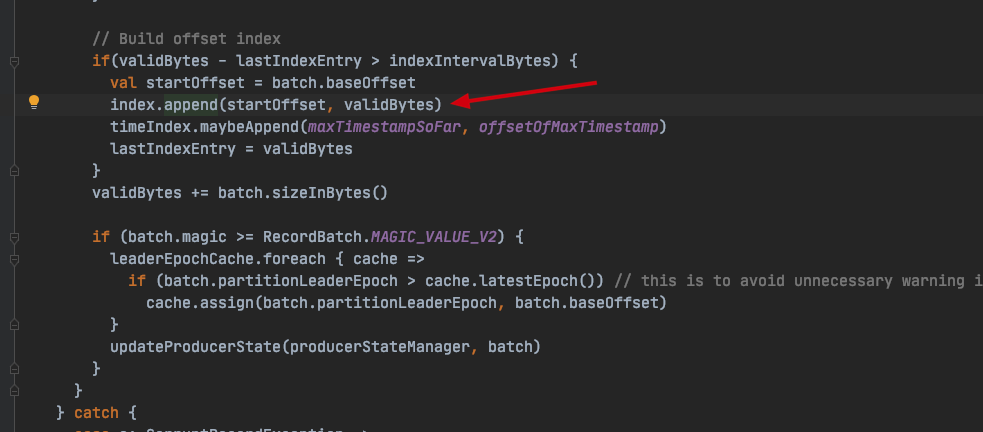 // Build offset index
if(validBytes - lastIndexEntry > indexIntervalBytes) {
val startOffset = batch.baseOffset
index.append(startOffset, validBytes)
timeIndex.maybeAppend(maxTimestampSoFar, offsetOfMaxTimestamp)
lastIndexEntry = validBytes
}
validBytes += batch.sizeInBytes()
if (batch.magic >= RecordBatch.MAGIC_VALUE_V2) {
leaderEpochCache.foreach { cache =>
if (batch.partitionLeaderEpoch > cache.latestEpoch()) // this is to avoid unnecessary warning i
cache.assign(batch.partitionLeaderEpoch, batch.baseOffset)
}
updateProducerState(producerStateManager, batch)
}
}
} catch {